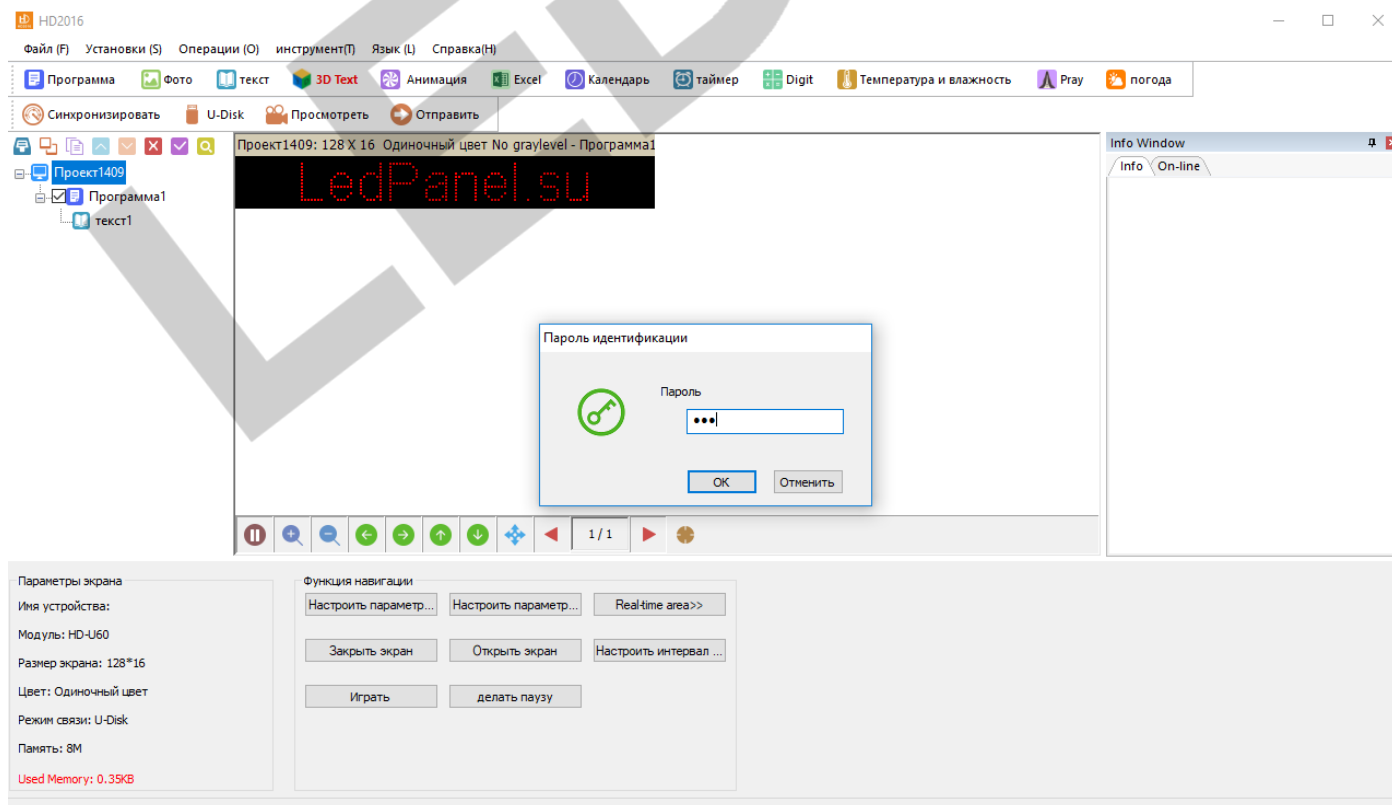 HD2016
Файл (F) Установки (S) Операции (O) инструмент(T) Язык (L) Справка(H)
Программа Фото текст 3D Text Анимация Excel Календарь таймер Digit Температура и влажность Pray погода
Синхронизировать U-Disk Просмотреть Отправить
Проект1409: 128 X 16 Одиночный цвет No graylevel - Программа1
Info Window
Info On-line
Проект1409
Программа1
текст1
LedPanel.su
Пароль идентификации
Пароль
•••
OK Отменить
1 / 1
Параметры экрана
Имя устройства:
Модуль: HD-U60
Размер экрана: 128*16
Цвет: Одиночный цвет
Режим связи: U-Disk
Память: 8M
Used Memory: 0.35KB
Функция навигации
Настроить параметр... Настроить параметр... Real-time area>>
Закрыть экран Открыть экран Настроить интервал ...
Играть делать паузу